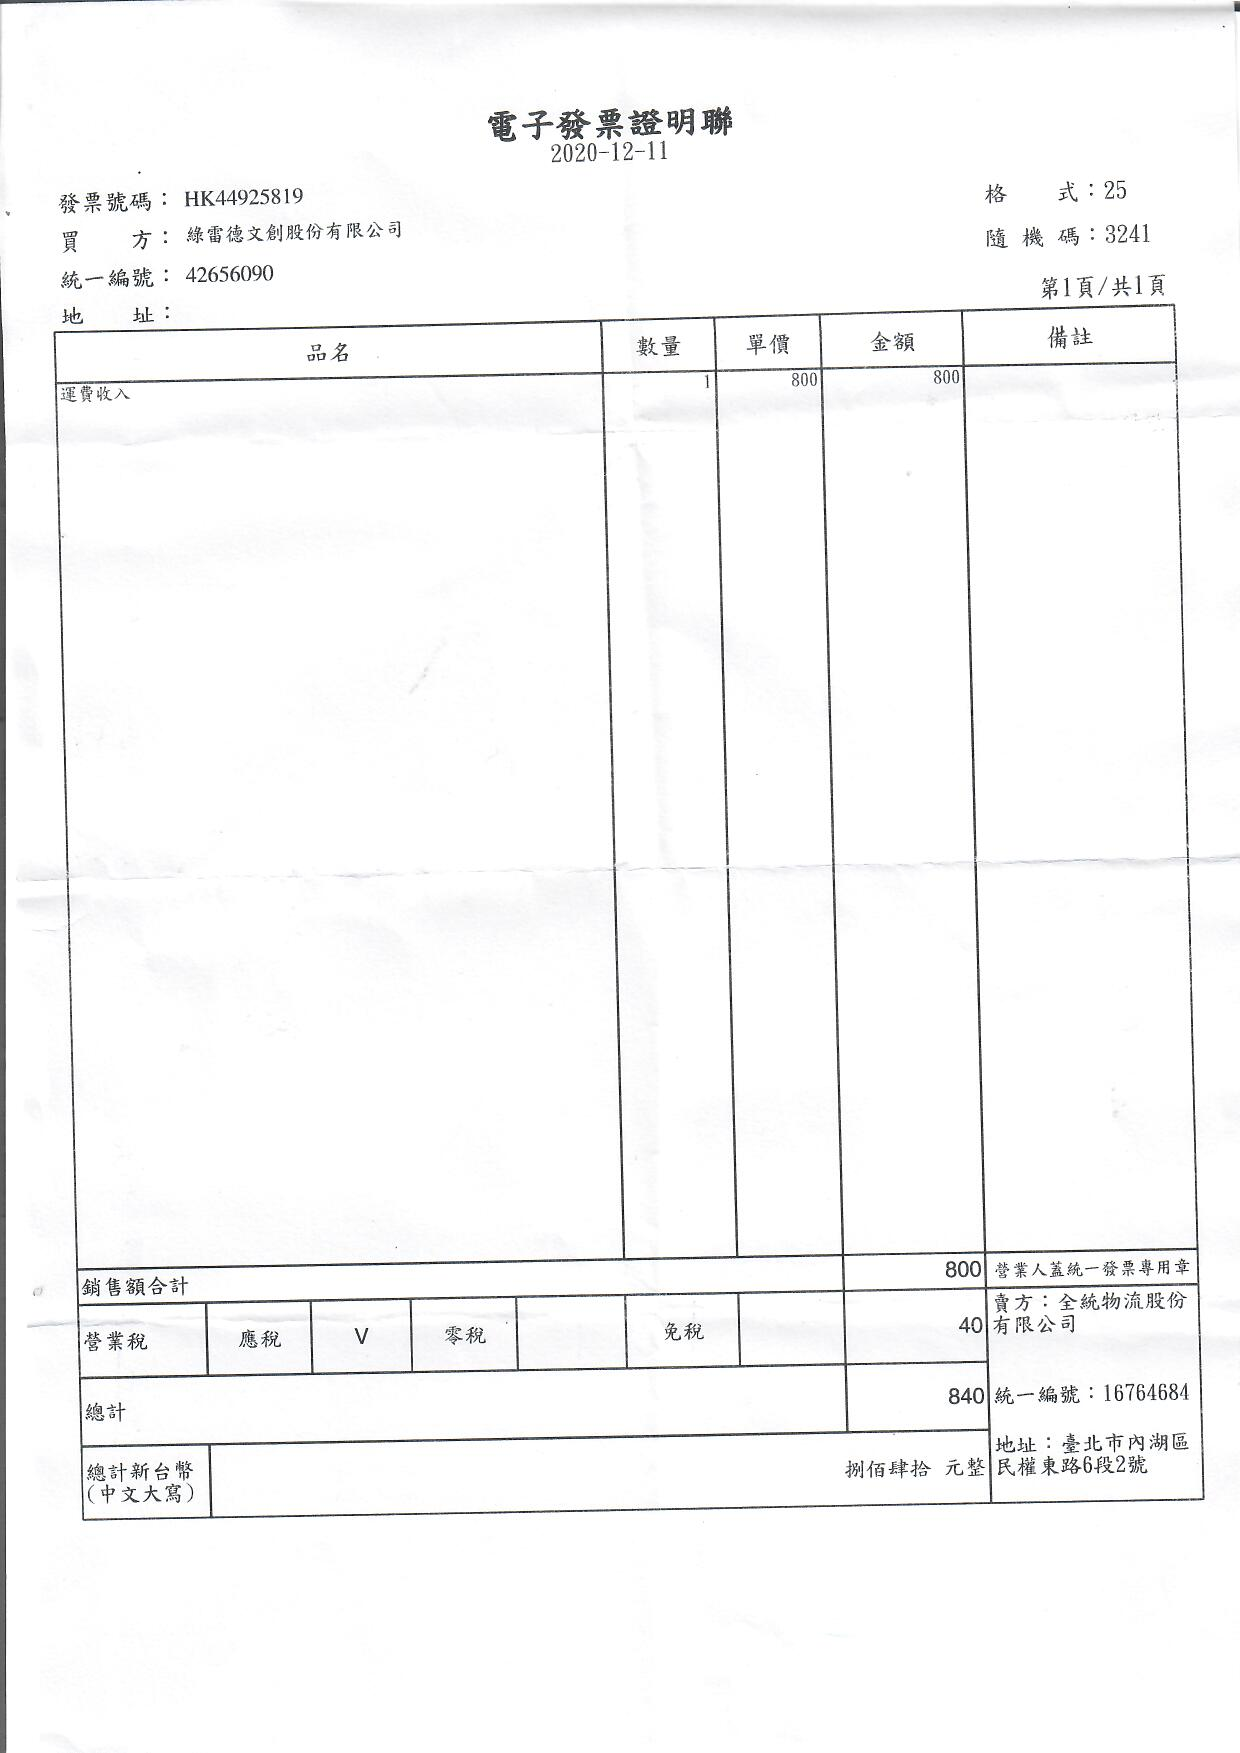 電子發票證明聯
2020-12-11
發票號碼： HK44925819
格　　式：25
買　　方： 綠雷德文創股份有限公司
隨 機 碼：3241
統一編號： 42656090
第1頁/共1頁
地　　址：
品名 數量 單價 金額 備註
運費收入 1 800 800
銷售額合計 800 營業人蓋統一發票專用章
營業稅 應稅 V 零稅 免稅 40
賣方：全統物流股份
有限公司
總計 840
統一編號：16764684
地址：臺北市內湖區
民權東路6段2號
總計新台幣
(中文大寫)
捌佰肆拾 元整